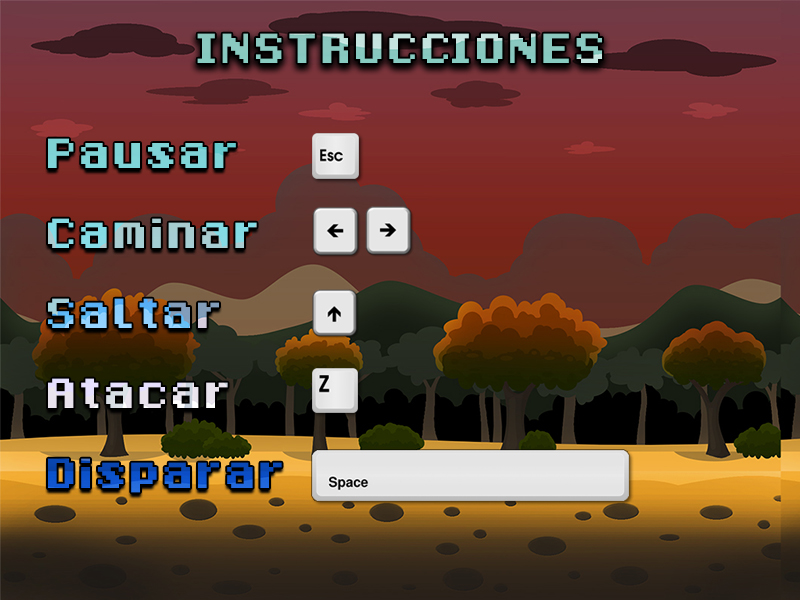 INSTRUCCIONES
Pausar Esc
Caminar ← →
Saltar ↑
Atacar Z
Disparar Space